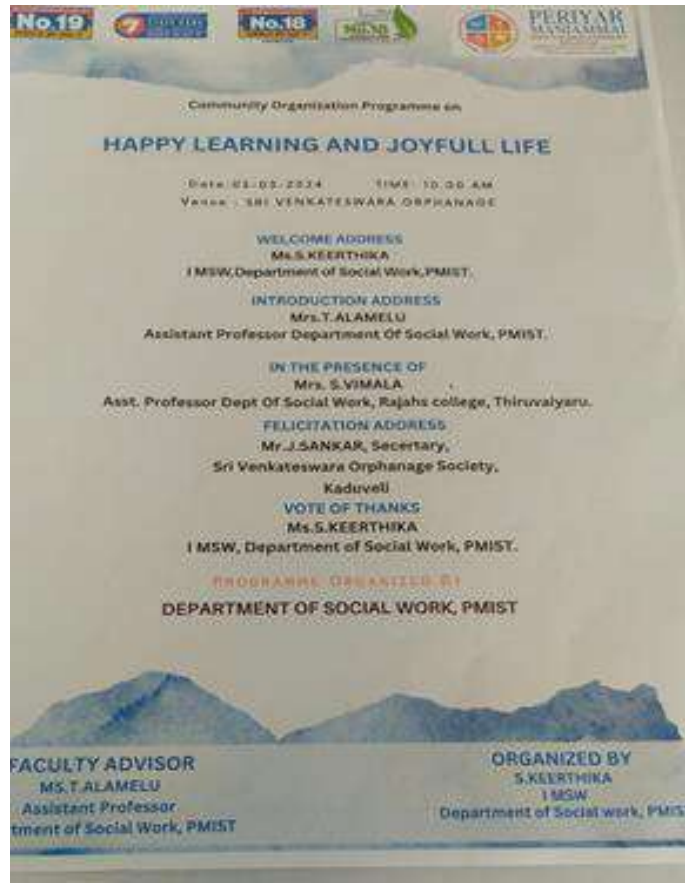 No.19
No.18
PERIYAR
MANIAMMAI
Community Organization Programme on
HAPPY LEARNING AND JOYFULL LIFE
TIME: 10.00 AM
Venue : SRI VENKATESWARA ORPHANAGE
WELCOME ADDRESS
Ms.S.KEERTHIKA
I MSW,Department of Social Work,PMIST.
INTRODUCTION ADDRESS
Mrs.T.ALAMELU
Assistant Professor Department Of Social Work, PMIST.
IN THE PRESENCE OF
Mrs. S.VIMALA
Asst. Professor Dept Of Social Work, Rajahs college, Thiruvaiyaru.
FELICITATION ADDRESS
Mr.J.SANKAR, Secertary,
Sri Venkateswara Orphanage Society,
Kaduveli
VOTE OF THANKS
Ms.S.KEERTHIKA
I MSW, Department of Social Work, PMIST.
PROGRAMME ORGANIZED BY
DEPARTMENT OF SOCIAL WORK, PMIST
FACULTY ADVISOR
MS.T.ALAMELU
Assistant Professor
tment of Social Work, PMIST
ORGANIZED BY
S.KEERTHIKA
I MSW
Department of Social work, PMIS